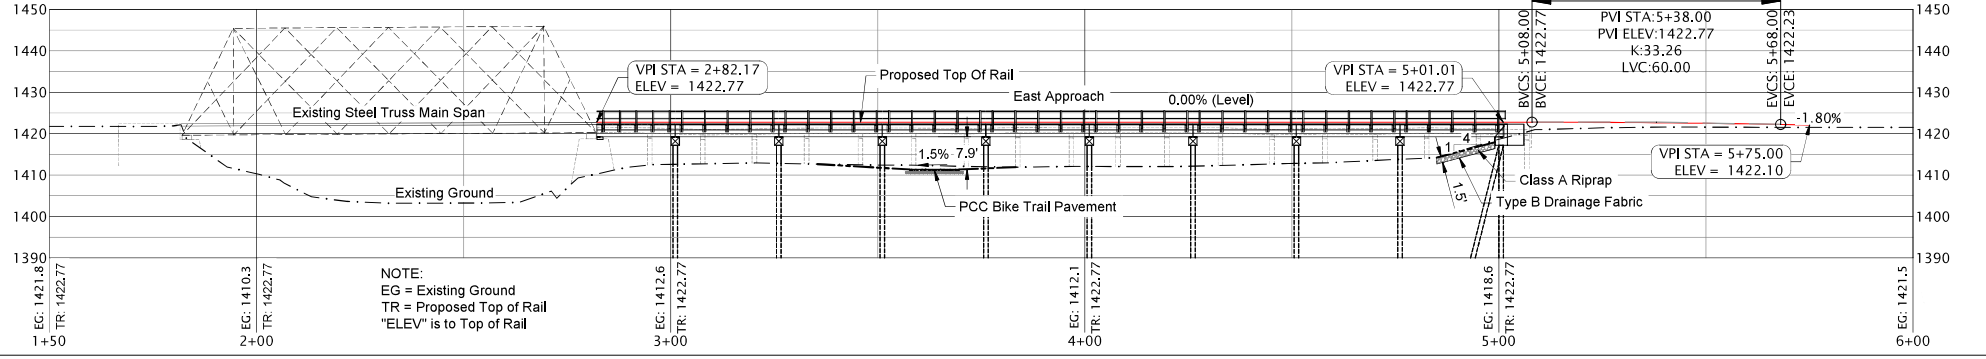 1450
1440
1430
1420
1410
1400
1390
1450
1440
1430
1420
1410
1400
1390
VPI STA = 2+82.17
ELEV = 1422.77
Proposed Top Of Rail
East Approach
0.00% (Level)
VPI STA = 5+01.01
ELEV = 1422.77
BVCS: 5+08.00
BVCE: 1422.77
PVI STA:5+38.00
PVI ELEV:1422.77
K:33.26
LVC:60.00
EVCS: 5+68.00
EVCE: 1422.23
-1.80%
Existing Steel Truss Main Span
1.5%
7.9'
1
4
VPI STA = 5+75.00
ELEV = 1422.10
Existing Ground
PCC Bike Trail Pavement
1.5'
Class A Riprap
Type B Drainage Fabric
NOTE:
EG = Existing Ground
TR = Proposed Top of Rail
"ELEV" is to Top of Rail
EG: 1421.8
TR: 1422.77
EG: 1410.3
TR: 1422.77
EG: 1412.6
TR: 1422.77
EG: 1412.1
TR: 1422.77
EG: 1418.6
TR: 1422.77
EG: 1421.5
1+50
2+00
3+00
4+00
5+00
6+00